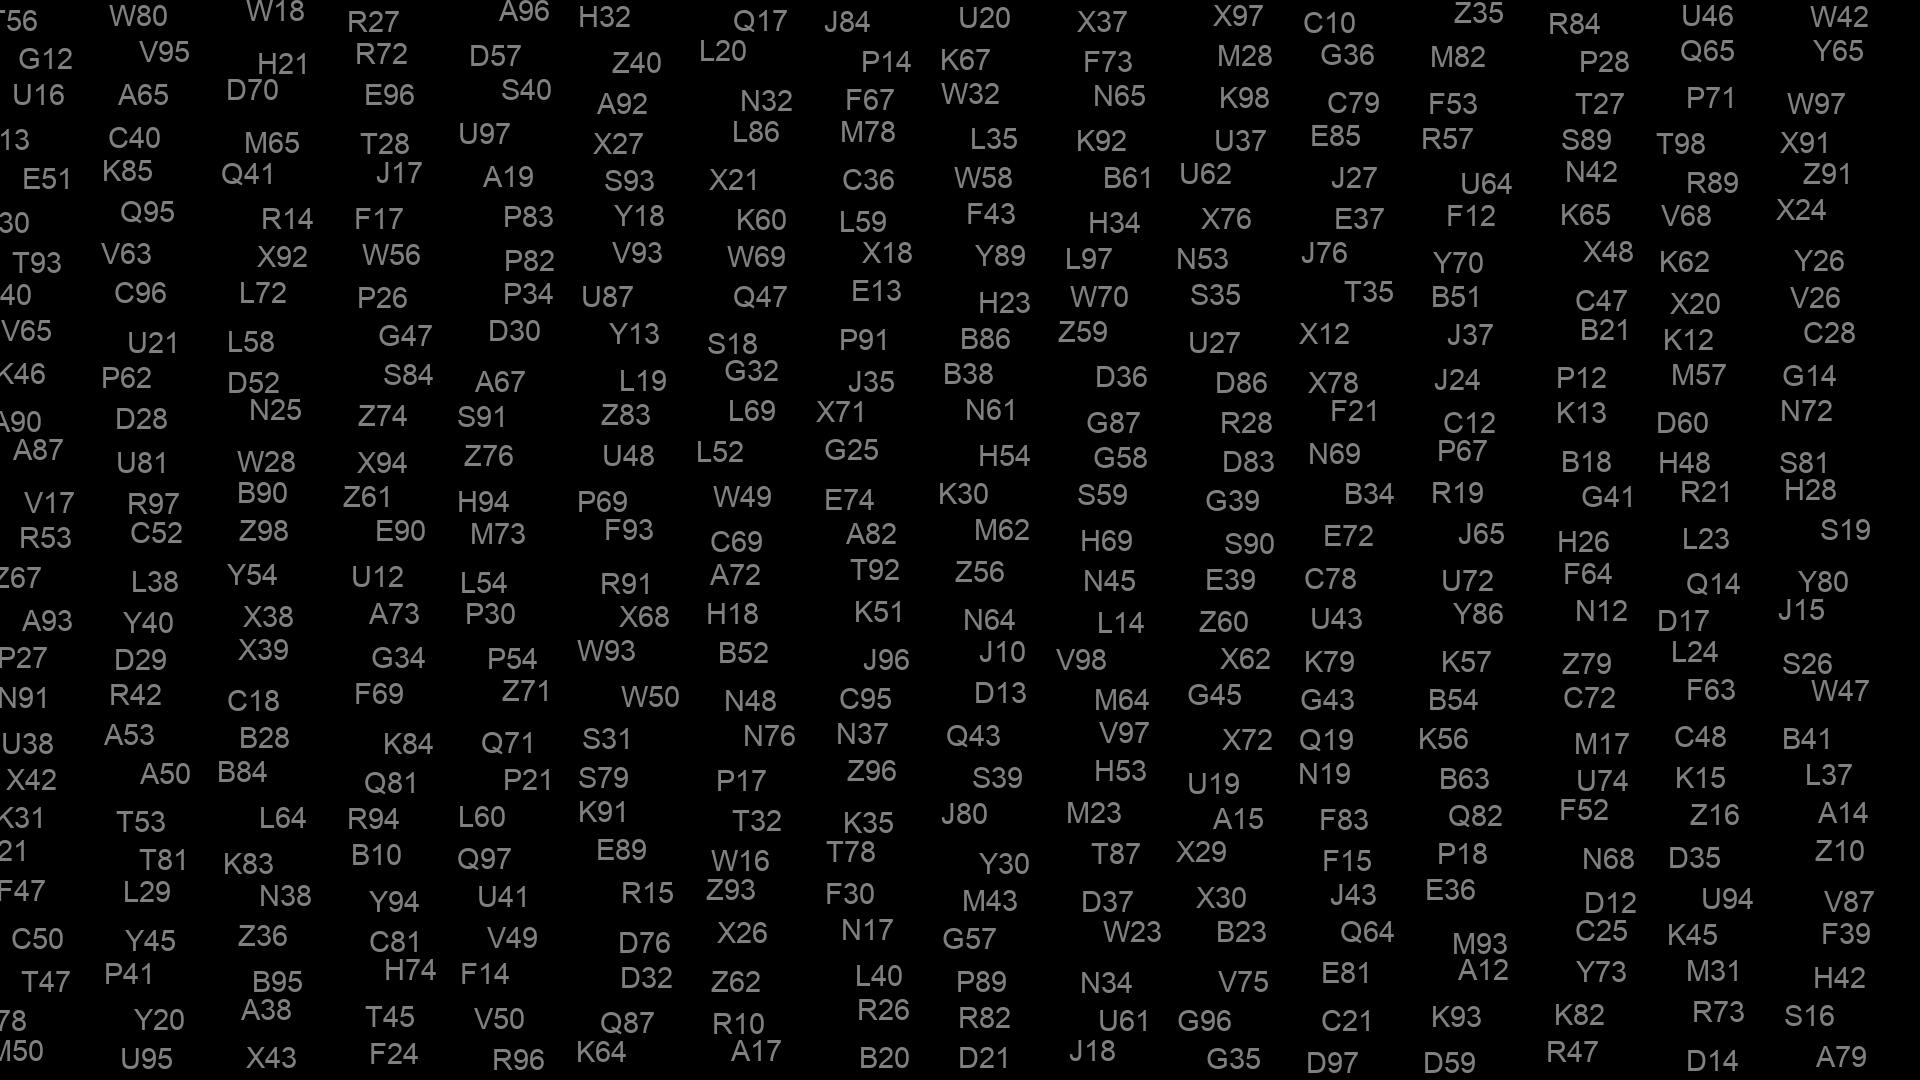 T56 W80 W18 R27 A96 H32 Q17 J84 U20 X37 X97 C10 Z35 R84 U46 W42
G12 V95 H21 R72 D57 Z40 L20 P14 K67 F73 M28 G36 M82 P28 Q65 Y65
U16 A65 D70 E96 S40 A92 N32 F67 W32 N65 K98 C79 F53 T27 P71 W97
13 C40 M65 T28 U97 X27 L86 M78 L35 K92 U37 E85 R57 S89 T98 X91
E51 K85 Q41 J17 A19 S93 X21 C36 W58 B61 U62 J27 U64 N42 R89 Z91
30 Q95 R14 F17 P83 Y18 K60 L59 F43 H34 X76 E37 F12 K65 V68 X24
T93 V63 X92 W56 P82 V93 W69 X18 Y89 L97 N53 J76 Y70 X48 K62 Y26
40 C96 L72 P26 P34 U87 Q47 E13 H23 W70 S35 T35 B51 C47 X20 V26
V65 U21 L58 G47 D30 Y13 S18 P91 B86 Z59 U27 X12 J37 B21 K12 C28
K46 P62 D52 S84 A67 L19 G32 J35 B38 D36 D86 X78 J24 P12 M57 G14
A90 D28 N25 Z74 S91 Z83 L69 X71 N61 G87 R28 F21 C12 K13 D60 N72
A87 U81 W28 X94 Z76 U48 L52 G25 H54 G58 D83 N69 P67 B18 H48 S81
V17 R97 B90 Z61 H94 P69 W49 E74 K30 S59 G39 B34 R19 G41 R21 H28
R53 C52 Z98 E90 M73 F93 C69 A82 M62 H69 S90 E72 J65 H26 L23 S19
Z67 L38 Y54 U12 L54 R91 A72 T92 Z56 N45 E39 C78 U72 F64 Q14 Y80
A93 Y40 X38 A73 P30 X68 H18 K51 N64 L14 Z60 U43 Y86 N12 D17 J15
P27 D29 X39 G34 P54 W93 B52 J96 J10 V98 X62 K79 K57 Z79 L24 S26
N91 R42 C18 F69 Z71 W50 N48 C95 D13 M64 G45 G43 B54 C72 F63 W47
U38 A53 B28 K84 Q71 S31 N76 N37 Q43 V97 X72 Q19 K56 M17 C48 B41
X42 A50 B84 Q81 P21 S79 P17 Z96 S39 H53 U19 N19 B63 U74 K15 L37
K31 T53 L64 R94 L60 K91 T32 K35 J80 M23 A15 F83 Q82 F52 Z16 A14
21 T81 K83 B10 Q97 E89 W16 T78 Y30 T87 X29 F15 P18 N68 D35 Z10
F47 L29 N38 Y94 U41 R15 Z93 F30 M43 D37 X30 J43 E36 D12 U94 V87
C50 Y45 Z36 C81 V49 D76 X26 N17 G57 W23 B23 Q64 M93 C25 K45 F39
T47 P41 B95 H74 F14 D32 Z62 L40 P89 N34 V75 E81 A12 Y73 M31 H42
78 Y20 A38 T45 V50 Q87 R10 R26 R82 U61 G96 C21 K93 K82 R73 S16
M50 U95 X43 F24 R96 K64 A17 B20 D21 J18 G35 D97 D59 R47 D14 A79